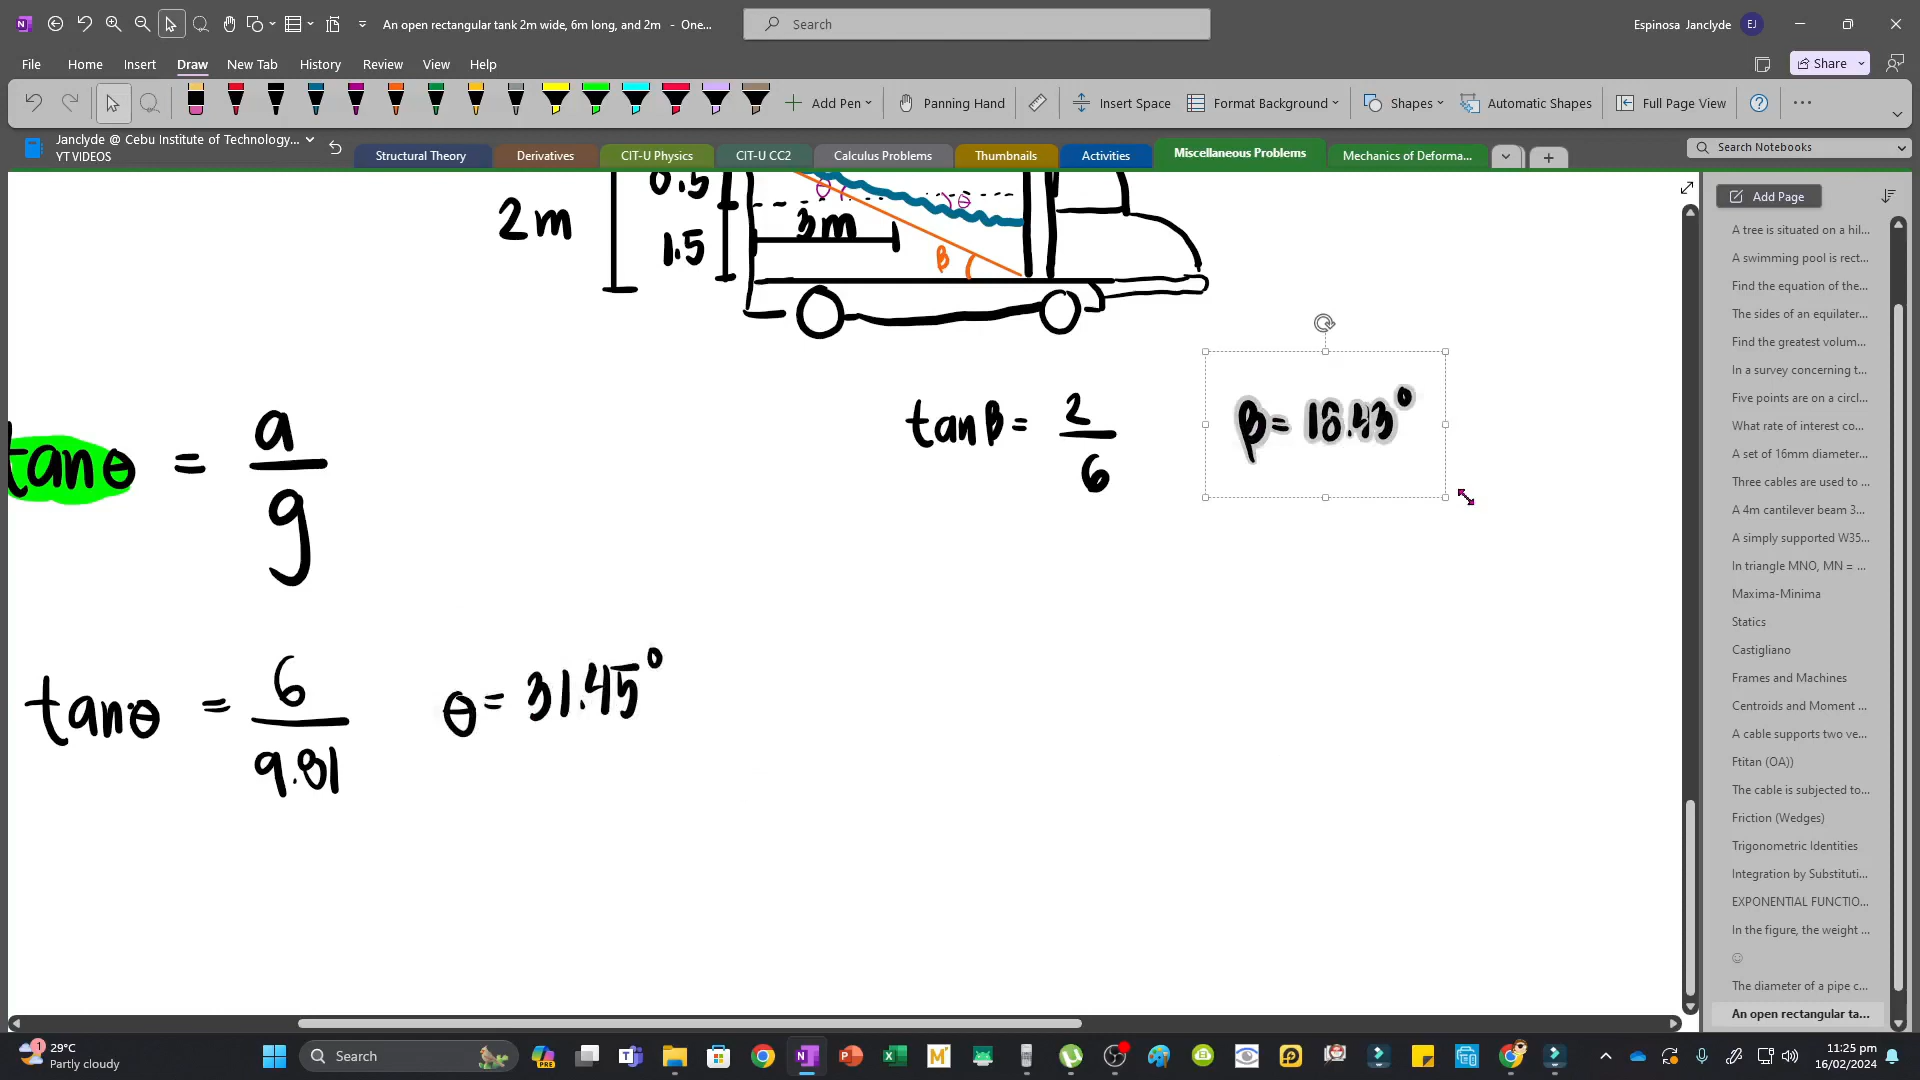 An open rectangular tank 2m wide, 6m long, and 2m - One...
Search
Espinosa Janclyde
EJ
File Home Insert Draw New Tab History Review View Help
Share
Add Pen
Panning Hand
Insert Space
Format Background
Shapes
Automatic Shapes
Full Page View
Janclyde @ Cebu Institute of Technology...
YT VIDEOS
Structural Theory
Derivatives
CIT-U Physics
CIT-U CC2
Calculus Problems
Thumbnails
Activities
Miscellaneous Problems
Mechanics of Deforma...
Search Notebooks
Add Page
A tree is situated on a hil...
A swimming pool is rect...
Find the equation of the...
The sides of an equilater...
Find the greatest volum...
In a survey concerning t...
Five points are on a circl...
What rate of interest co...
A set of 16mm diameter...
Three cables are used to ...
A 4m cantilever beam 3...
A simply supported W35...
In triangle MNO, MN = ...
Maxima-Minima
Statics
Castigliano
Frames and Machines
Centroids and Moment ...
A cable supports two ve...
Ftitan (OA))
The cable is subjected to...
Friction (Wedges)
Trigonometric Identities
Integration by Substituti...
EXPONENTIAL FUNCTIO...
In the figure, the weight ...
The diameter of a pipe c...
An open rectangular ta...
0.5
θ
θ
2m
3m
1.5
β
tanθ = a
g
tanβ = 2
6
β = 18.43°
tanθ = 6
9.81
θ = 31.45°
1
29°C
Partly cloudy
Search
PRE
11:25 pm
16/02/2024